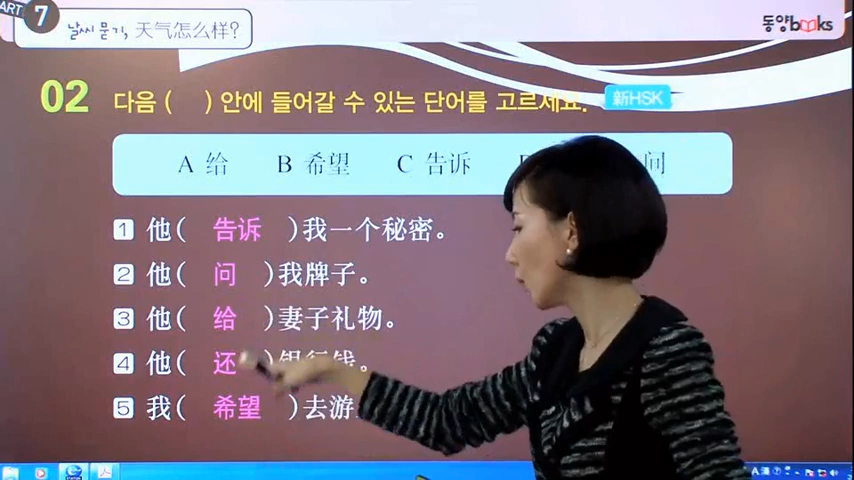 ART 7
날씨 묻기, 天气怎么样?
동양books
02 다음 ( ) 안에 들어갈 수 있는 단어를 고르세요. 新HSK
A 给 B 希望 C 告诉 问
1 他( 告诉 )我一个秘密。
2 他( 问 )我牌子。
3 他( 给 )妻子礼物。
4 他( 还 )银行钱。
5 我( 希望 )去游